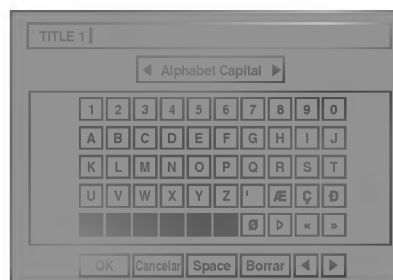 TITLE 1
◀ Alphabet Capital ▶
1 2 3 4 5 6 7 8 9 0
A B C D E F G H I J
K L M N O P Q R S T
U V W X Y Z ' Æ Ç Ð
Ø Þ « »
OK Cancelar Space Borrar ◀ ▶